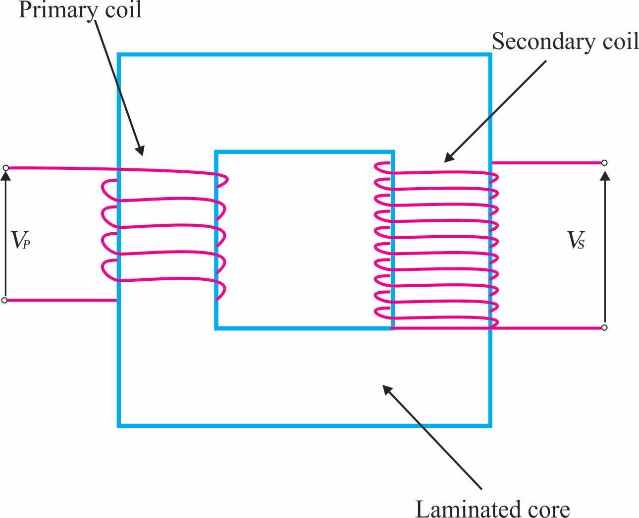 Primary coil
Secondary coil
VP
VS
Laminated core